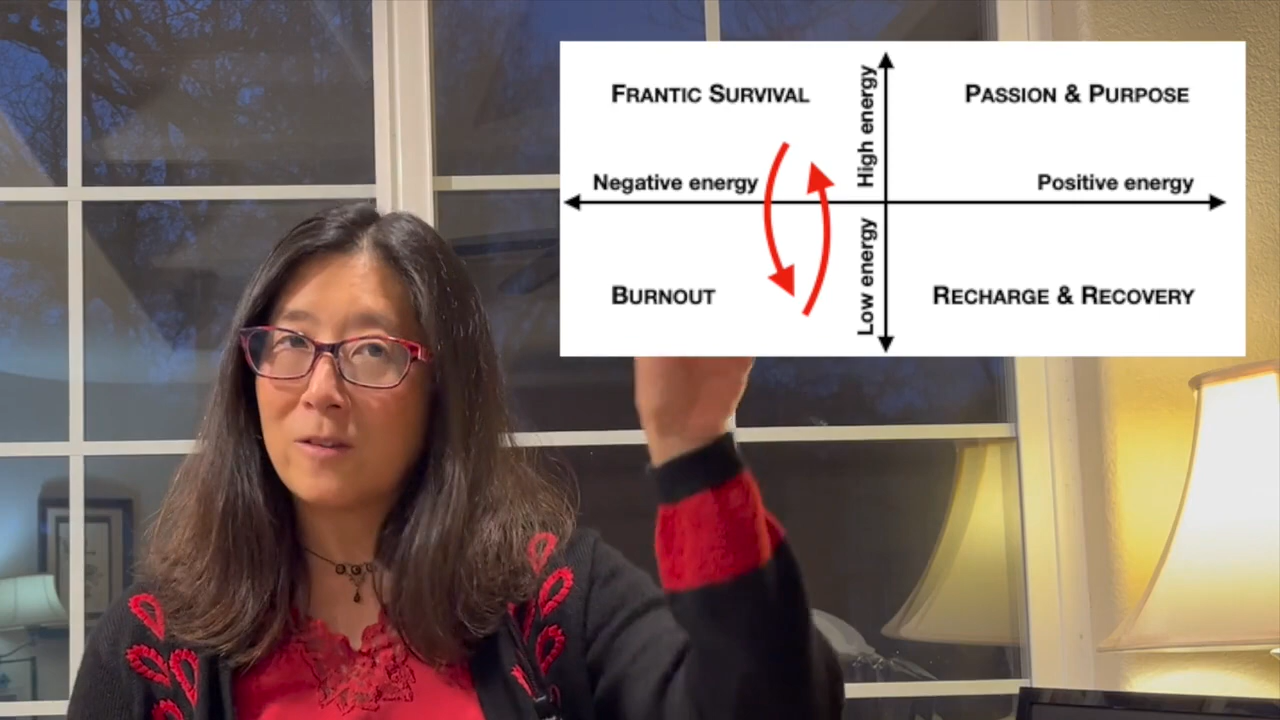 FRANTIC SURVIVAL
High energy
PASSION & PURPOSE
Negative energy
Positive energy
BURNOUT
Low energy
RECHARGE & RECOVERY